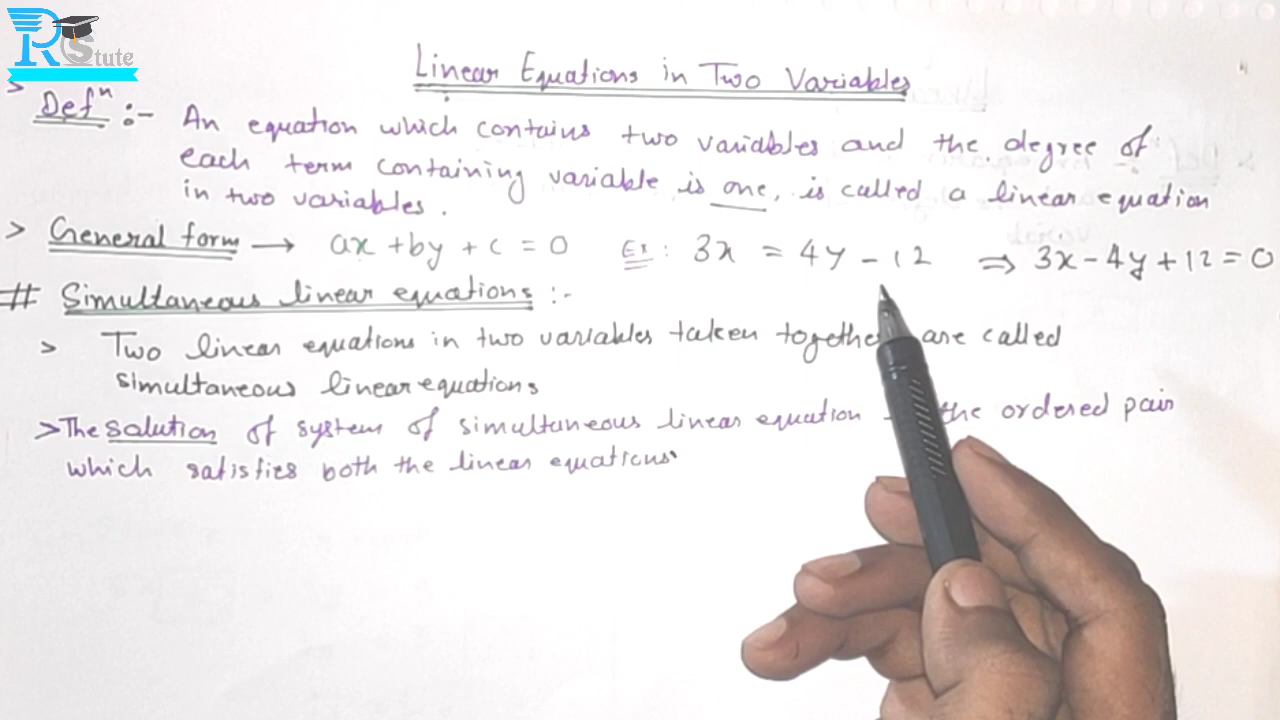 RStute
Linear Equations in Two Variables
> Defⁿ :- An equation which contains two variables and the degree of
each term containing variable is one, is called a linear equation
in two variables.
> General form → ax + by + c = 0 Ex: 3x = 4y - 12 ⇒ 3x - 4y + 12 = 0
# Simultaneous linear equations :-
> Two linear equations in two variables taken together are called
simultaneous linear equations
> The solution of system of simultaneous linear equation the ordered pair
which satisfies both the linear equations.